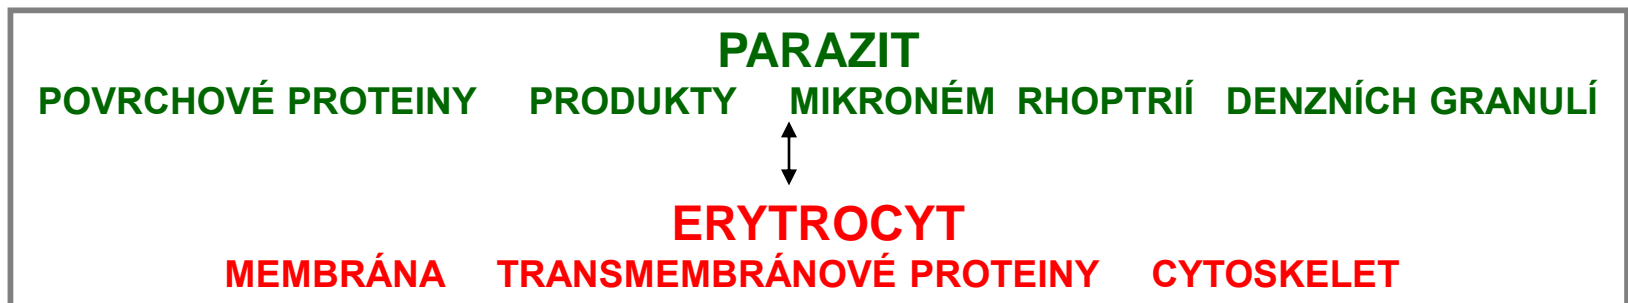 PARAZIT
POVRCHOVÉ PROTEINY PRODUKTY MIKRONÉM RHOPTRIÍ DENZNÍCH GRANULÍ
ERYTROCYT
MEMBRÁNA TRANSMEMBRÁNOVÉ PROTEINY CYTOSKELET